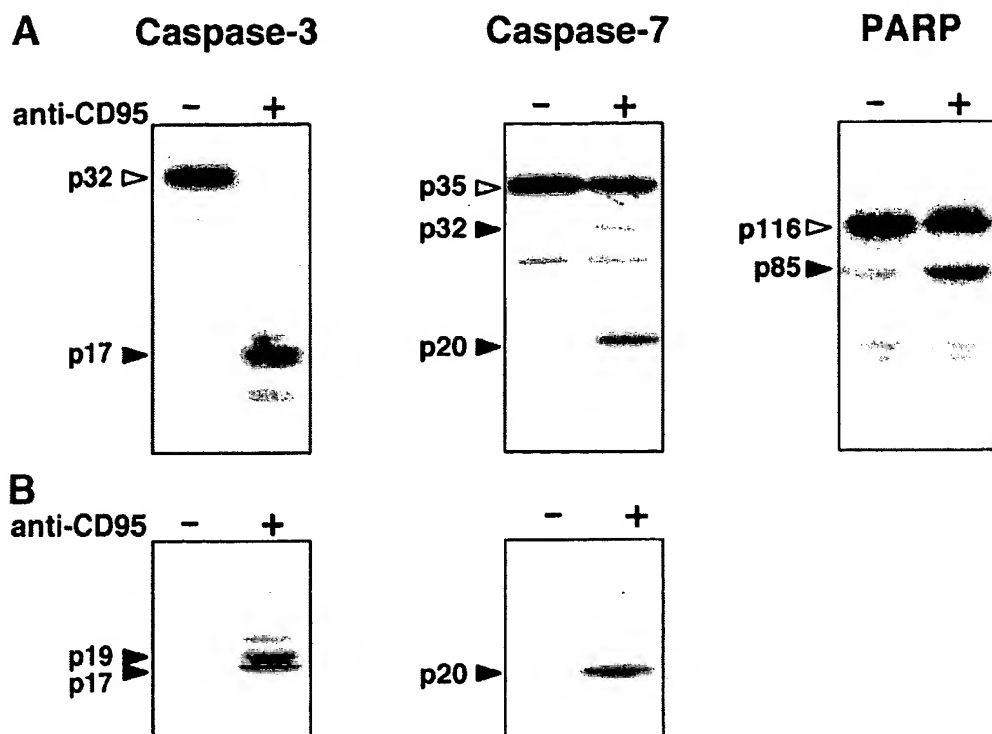 A Caspase-3 Caspase-7 PARP
anti-CD95 - + - + - +
p32
p17
p35
p32
p20
p116
p85
B
anti-CD95 - + - +
p19
p17
p20